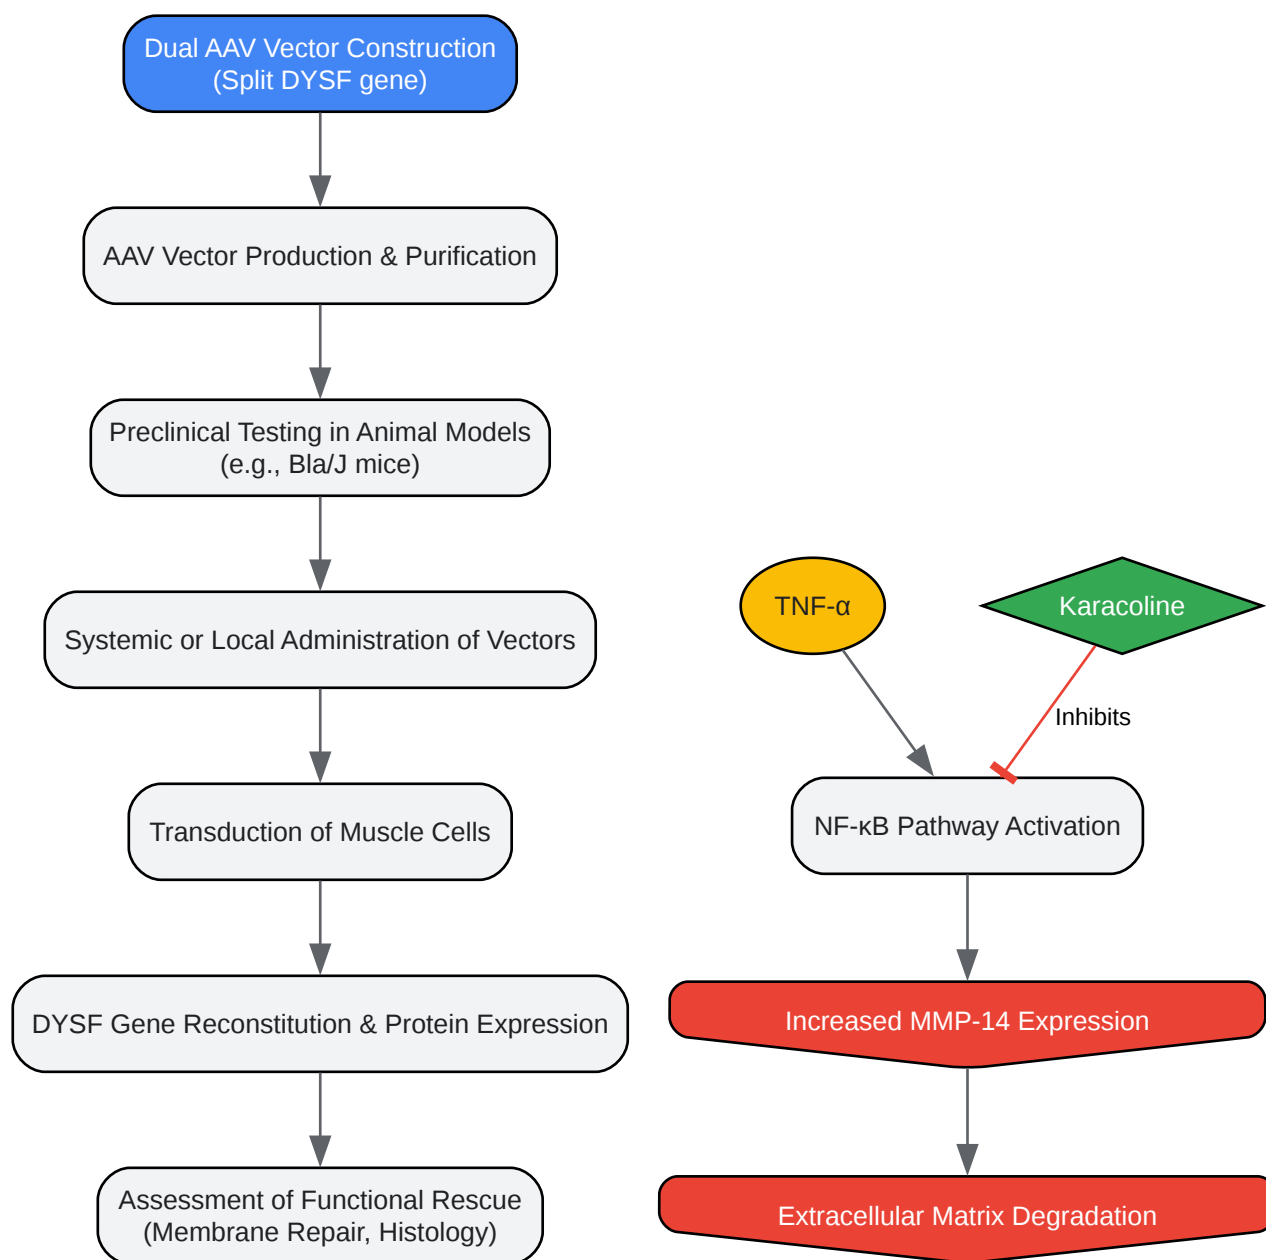 Dual AAV Vector Construction
(Split DYSF gene)
AAV Vector Production & Purification
Preclinical Testing in Animal Models
(e.g., Bla/J mice)
Systemic or Local Administration of Vectors
Transduction of Muscle Cells
DYSF Gene Reconstitution & Protein Expression
Assessment of Functional Rescue
(Membrane Repair, Histology)
TNF-α
Karacoline
Inhibits
NF-κB Pathway Activation
Increased MMP-14 Expression
Extracellular Matrix Degradation